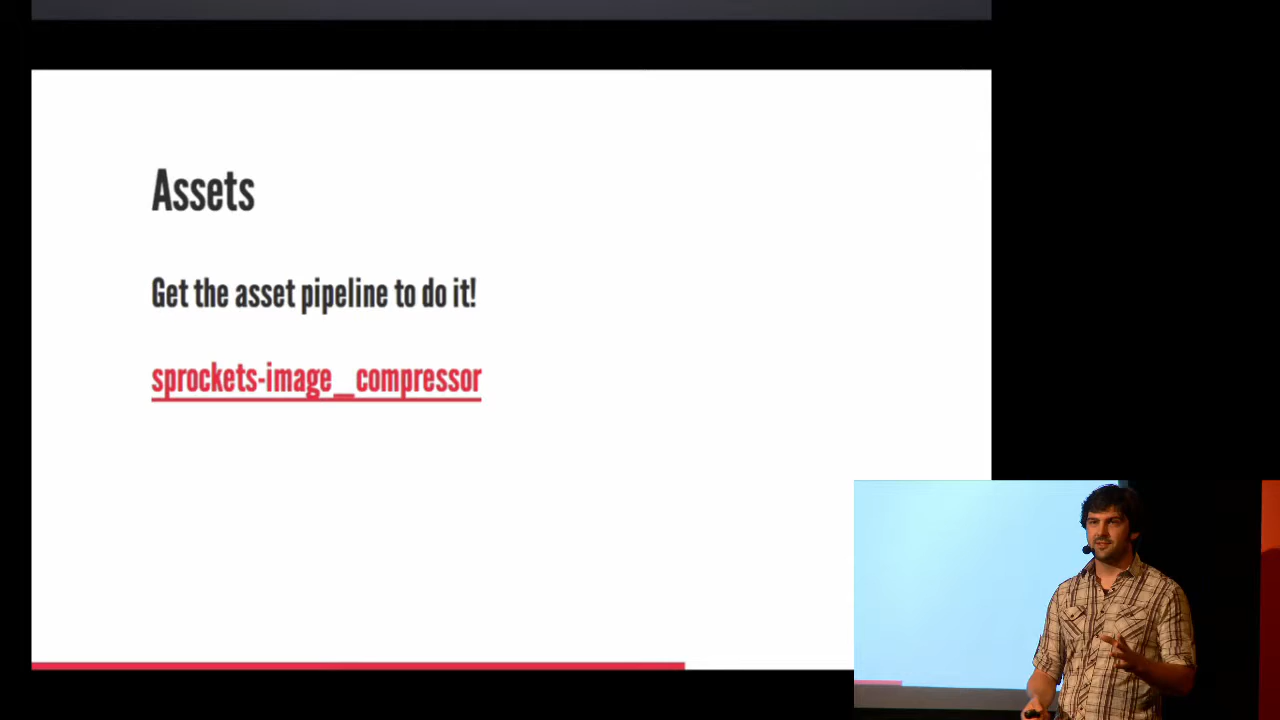 Assets
Get the asset pipeline to do it!
sprockets-image_compressor